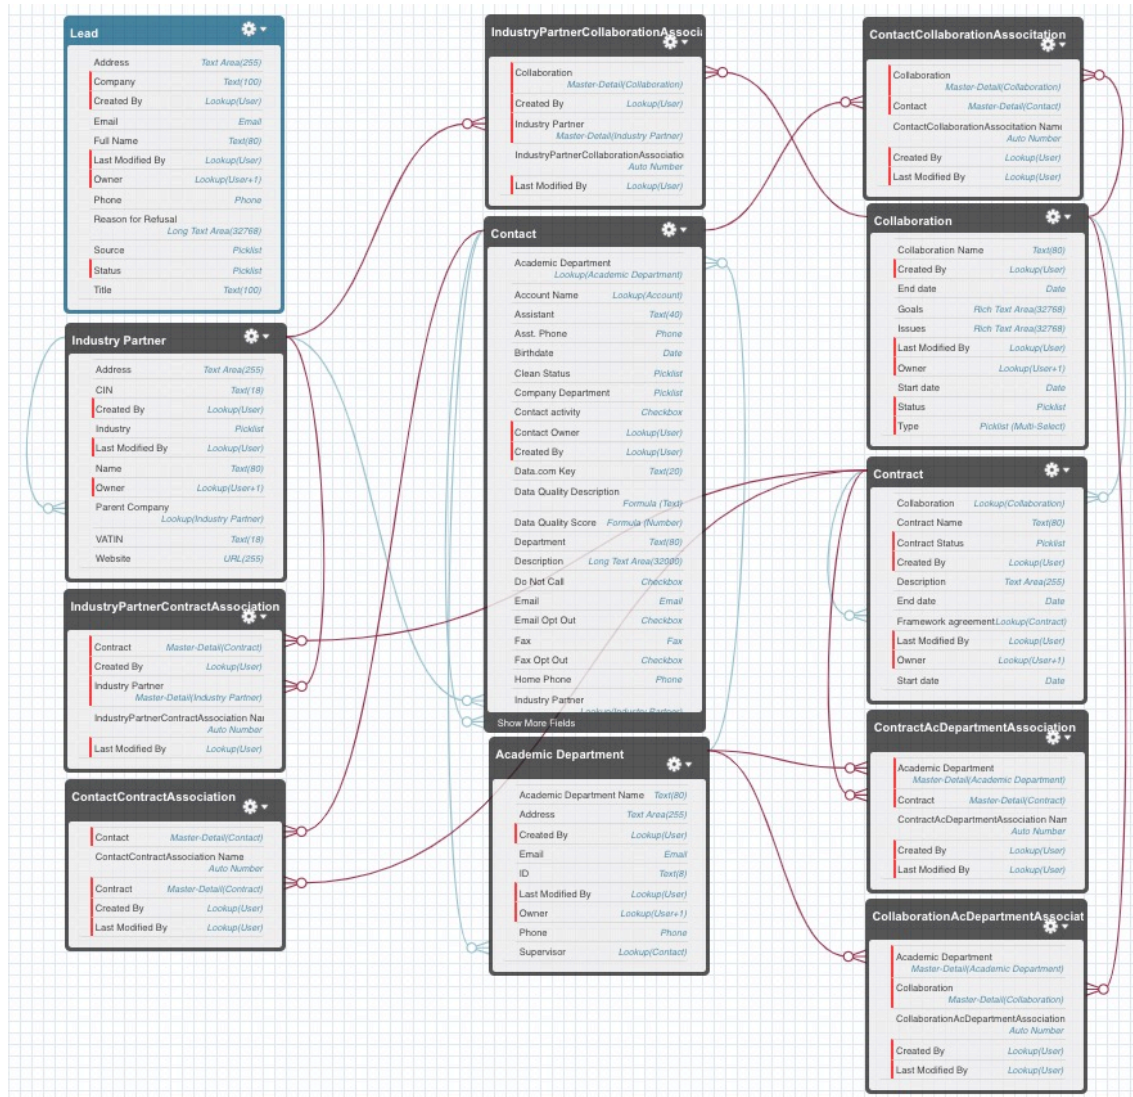 Lead
Address Text Area(255)
Company Text(100)
Created By Lookup(User)
Email Email
Full Name Text(80)
Last Modified By Lookup(User)
Owner Lookup(User+1)
Phone Phone
Reason for Refusal
Long Text Area(32768)
Source Picklist
Status Picklist
Title Text(100)
Industry Partner
Address Text Area(255)
CIN Text(18)
Created By Lookup(User)
Industry Picklist
Last Modified By Lookup(User)
Name Text(80)
Owner Lookup(User+1)
Parent Company
Lookup(Industry Partner)
VATIN Text(18)
Website URL(255)
IndustryPartnerContractAssociation
Contract Master-Detail(Contract)
Created By Lookup(User)
Industry Partner
Master-Detail(Industry Partner)
IndustryPartnerContractAssociation Nar
Auto Number
Last Modified By Lookup(User)
ContactContractAssociation
Contact Master-Detail(Contact)
ContactContractAssociation Name
Auto Number
Contract Master-Detail(Contract)
Created By Lookup(User)
Last Modified By Lookup(User)
IndustryPartnerCollaborationAssoci
Collaboration
Master-Detail(Collaboration)
Created By Lookup(User)
Industry Partner
Master-Detail(Industry Partner)
IndustryPartnerCollaborationAssociatio
Auto Number
Last Modified By Lookup(User)
Contact
Academic Department
Lookup(Academic Department)
Account Name Lookup(Account)
Assistant Text(40)
Asst. Phone Phone
Birthdate Date
Clean Status Picklist
Company Department Picklist
Contact activity Checkbox
Contact Owner Lookup(User)
Created By Lookup(User)
Data.com Key Text(20)
Data Quality Description
Formula (Text)
Data Quality Score Formula (Number)
Department Text(80)
Description Long Text Area(32000)
Do Not Call Checkbox
Email Email
Email Opt Out Checkbox
Fax Fax
Fax Opt Out Checkbox
Home Phone Phone
Industry Partner
Lookup(Industry Partner)
Show More Fields
Academic Department
Academic Department Name Text(80)
Address Text Area(255)
Created By Lookup(User)
Email Email
ID Text(8)
Last Modified By Lookup(User)
Owner Lookup(User+1)
Phone Phone
Supervisor Lookup(Contact)
ContactCollaborationAssocitation
Collaboration
Master-Detail(Collaboration)
Contact Master-Detail(Contact)
ContactCollaborationAssocitation Name
Auto Number
Created By Lookup(User)
Last Modified By Lookup(User)
Collaboration
Collaboration Name Text(80)
Created By Lookup(User)
End date Date
Goals Rich Text Area(32768)
Issues Rich Text Area(32768)
Last Modified By Lookup(User)
Owner Lookup(User+1)
Start date Date
Status Picklist
Type Picklist (Multi-Select)
Contract
Collaboration Lookup(Collaboration)
Contract Name Text(80)
Contract Status Picklist
Created By Lookup(User)
Description Text Area(255)
End date Date
Framework agreement Lookup(Contract)
Last Modified By Lookup(User)
Owner Lookup(User+1)
Start date Date
ContractAcDepartmentAssociation
Academic Department
Master-Detail(Academic Department)
Contract Master-Detail(Contract)
ContractAcDepartmentAssociation Nam
Auto Number
Created By Lookup(User)
Last Modified By Lookup(User)
CollaborationAcDepartmentAssociat
Academic Department
Master-Detail(Academic Department)
Collaboration
Master-Detail(Collaboration)
CollaborationAcDepartmentAssociation
Auto Number
Created By Lookup(User)
Last Modified By Lookup(User)